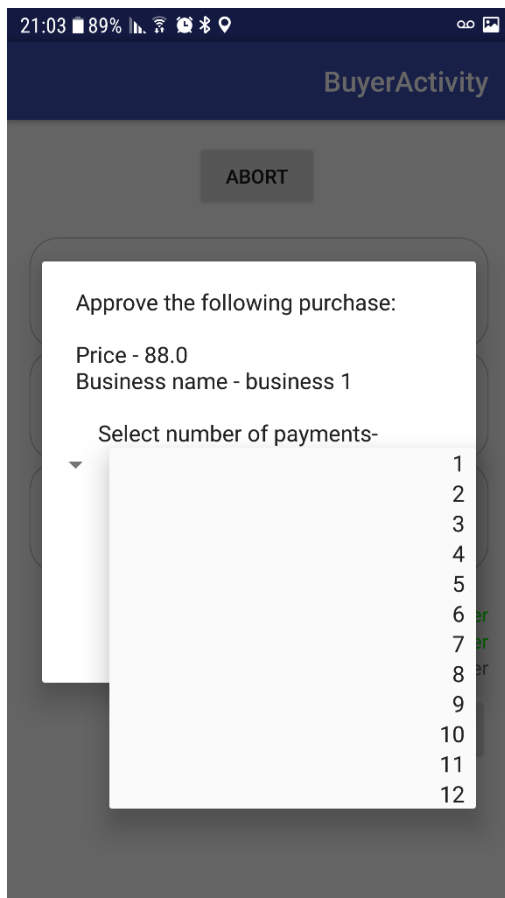 21:03 89%
BuyerActivity
ABORT
Approve the following purchase:
Price - 88.0
Business name - business 1
Select number of payments-
1
2
3
4
5
6
7
8
9
10
11
12